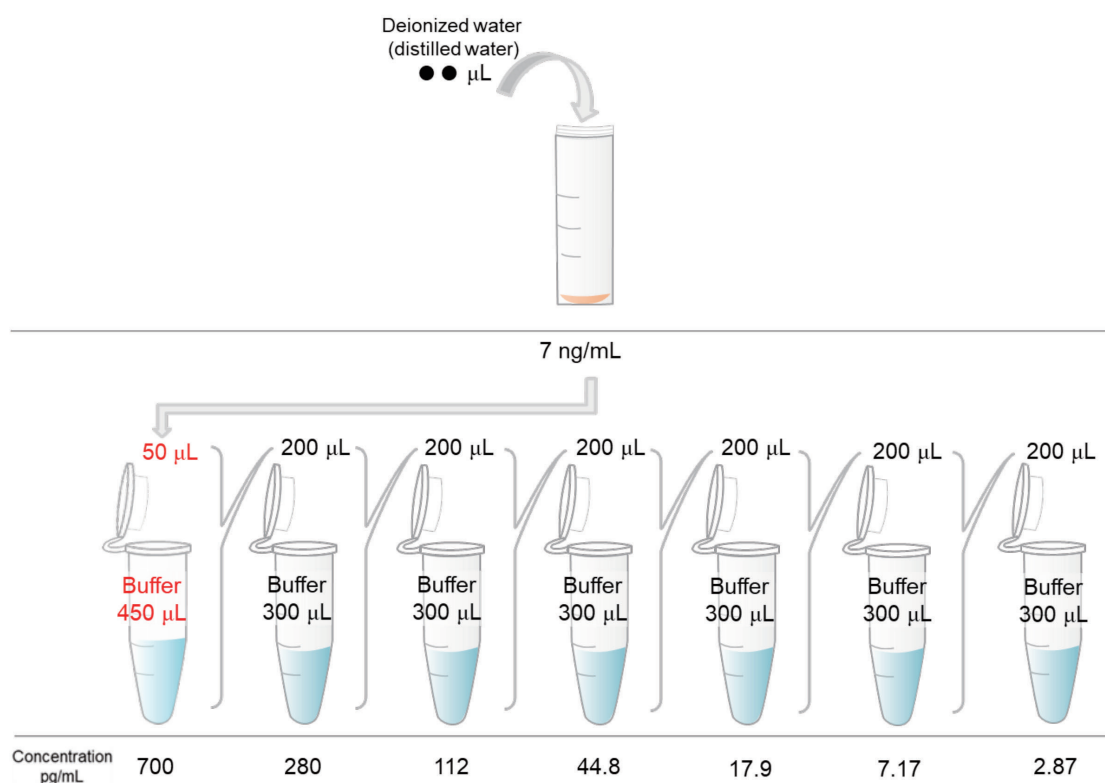 Deionized water
(distilled water)
●● μL
7 ng/mL
50 μL 200 μL 200 μL 200 μL 200 μL 200 μL 200 μL
Buffer Buffer Buffer Buffer Buffer Buffer Buffer
450 μL 300 μL 300 μL 300 μL 300 μL 300 μL 300 μL
Concentration
pg/mL 700 280 112 44.8 17.9 7.17 2.87